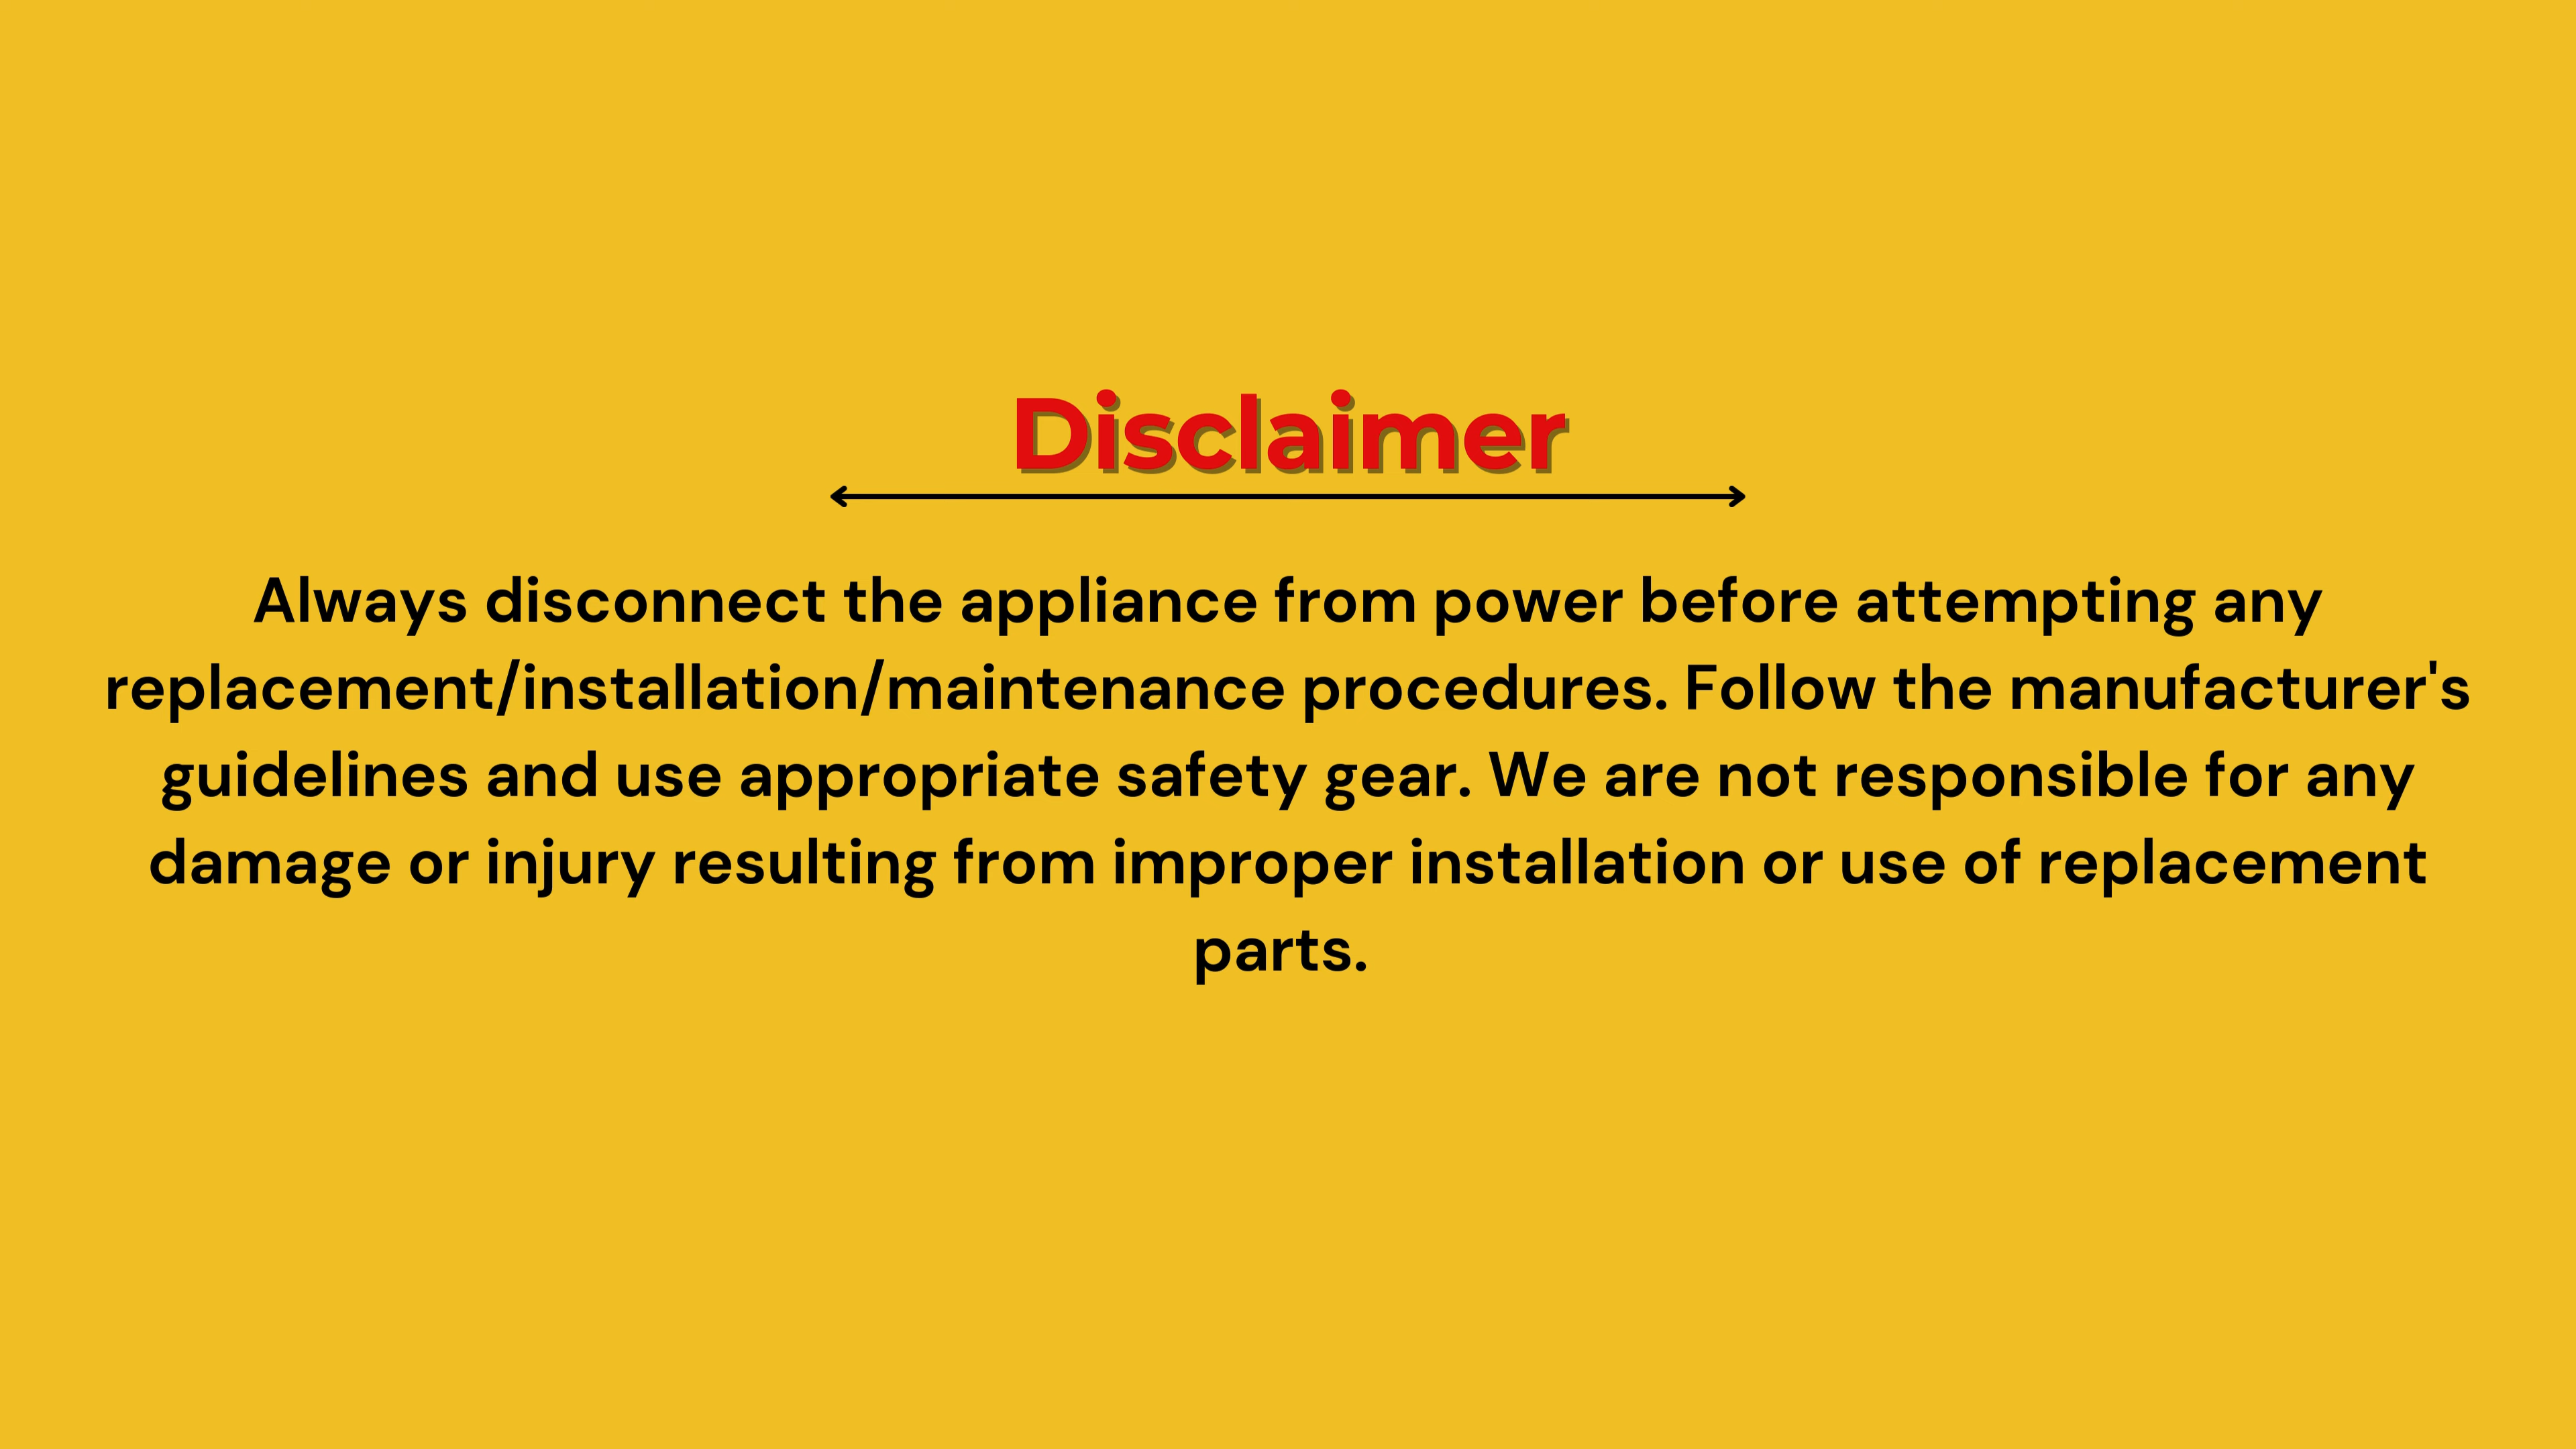 Disclaimer
Always disconnect the appliance from power before attempting any
replacement/installation/maintenance procedures. Follow the manufacturer's
guidelines and use appropriate safety gear. We are not responsible for any
damage or injury resulting from improper installation or use of replacement
parts.